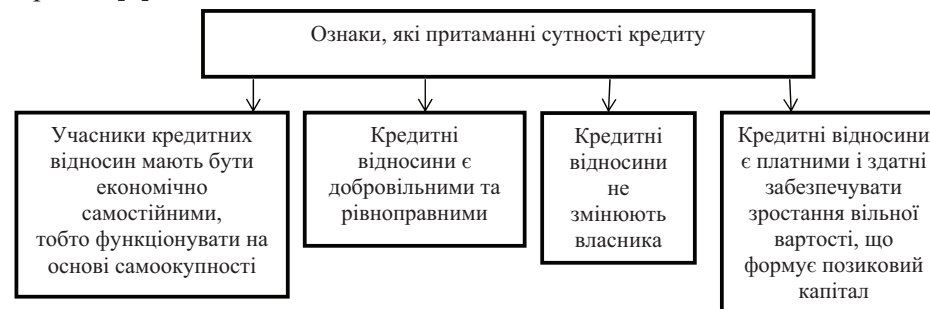 Ознаки, які притаманні сутності кредиту
Учасники кредитних
відносин мають бути
економічно
самостійними,
тобто функціонувати на
основі самоокупності
Кредитні
відносини є
добровільними та
рівноправними
Кредитні
відносини
не
змінюють
власника
Кредитні відносини
є платними і здатні
забезпечувати
зростання вільної
вартості, що
формує позиковий
капітал